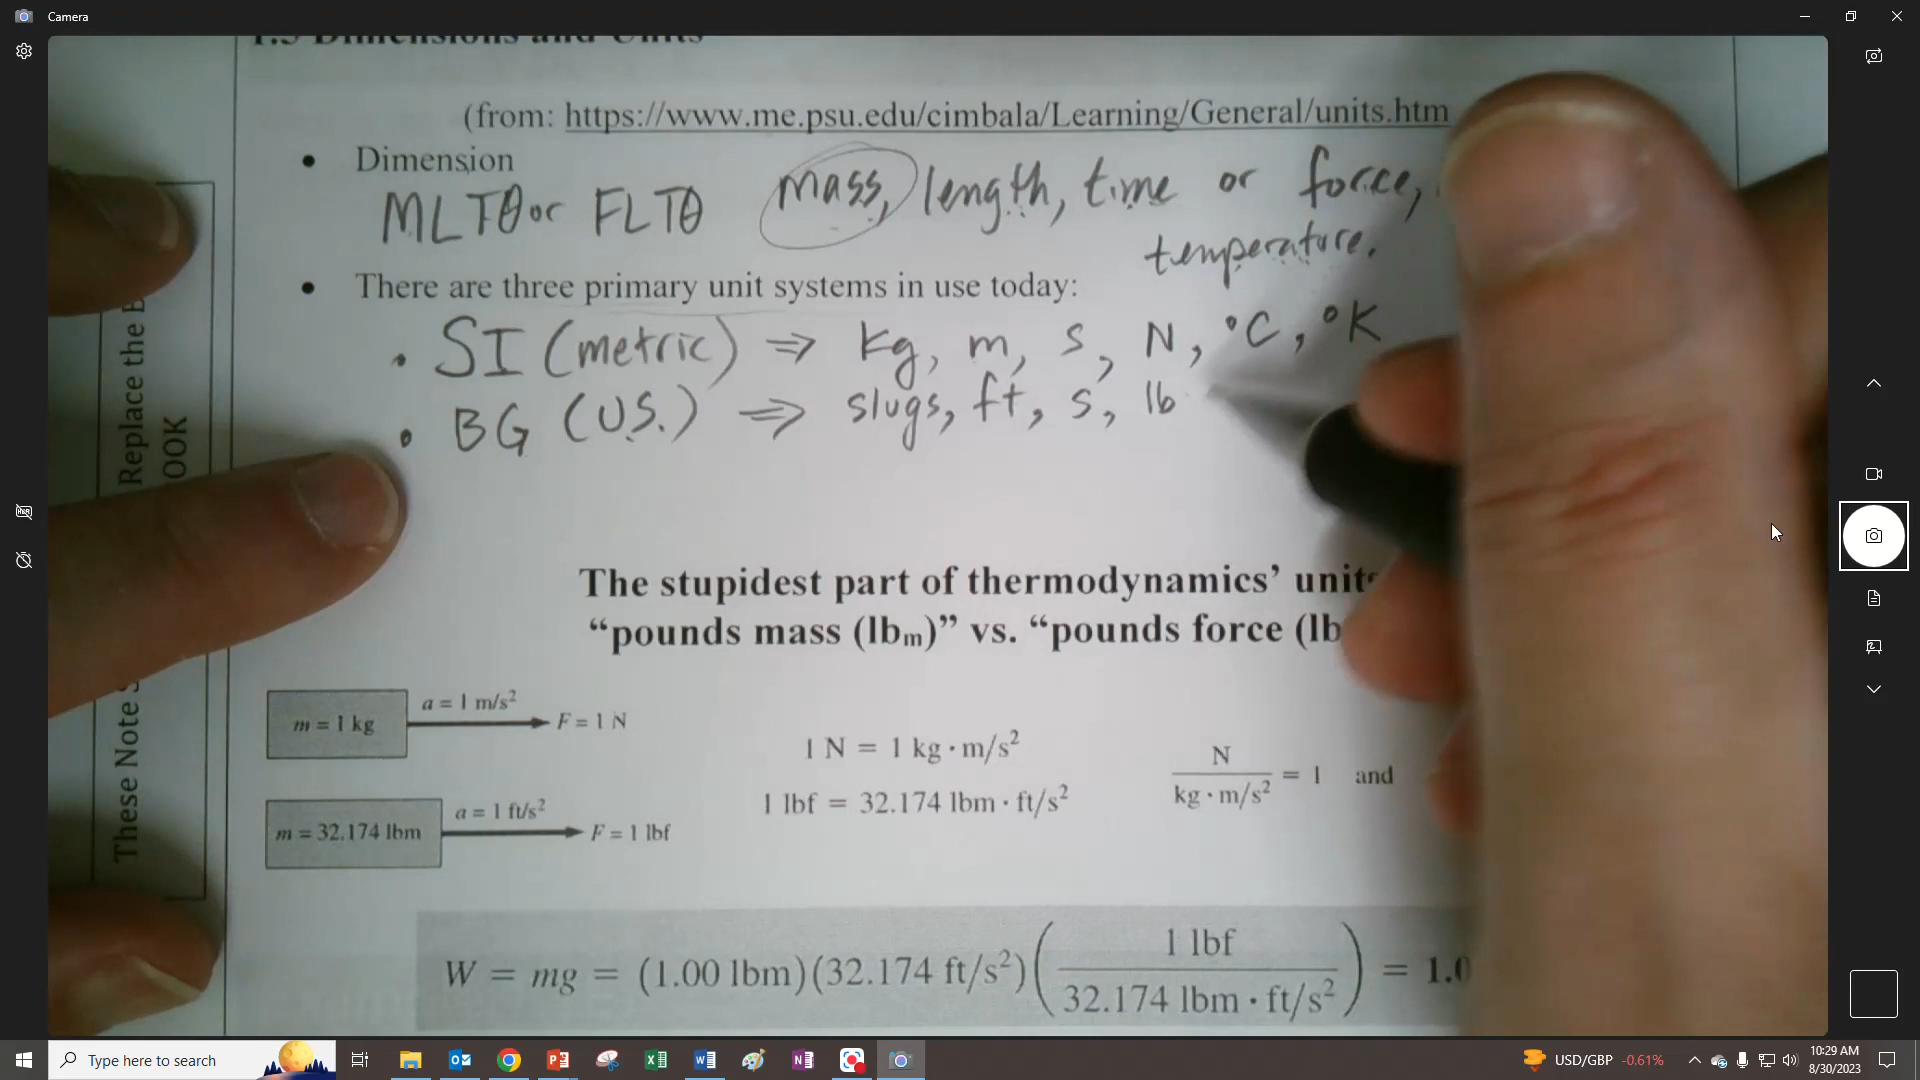 Camera
1.3 Dimensions and Units
(from: https://www.me.psu.edu/cimbala/Learning/General/units.htm
• Dimension
MLTθ or FLTθ mass, length, time or force,
temperature.
• There are three primary unit systems in use today:
• SI (metric) ⇒ kg, m, s, N, °C, °K
• BG (U.S.) ⇒ slugs, ft, s, lb
The stupidest part of thermodynamics’ units
“pounds mass (lbm)” vs. “pounds force (lb
a = 1 m/s²
m = 1 kg
F = 1 N
1 N = 1 kg · m/s²
N
kg · m/s²
= 1 and
a = 1 ft/s²
m = 32.174 lbm
F = 1 lbf
1 lbf = 32.174 lbm · ft/s²
W = mg = (1.00 lbm)(32.174 ft/s²)(1 lbf / 32.174 lbm · ft/s²) = 1.0
Replace the
OOK
These Note
Type here to search
USD/GBP -0.61%
10:29 AM
8/30/2023